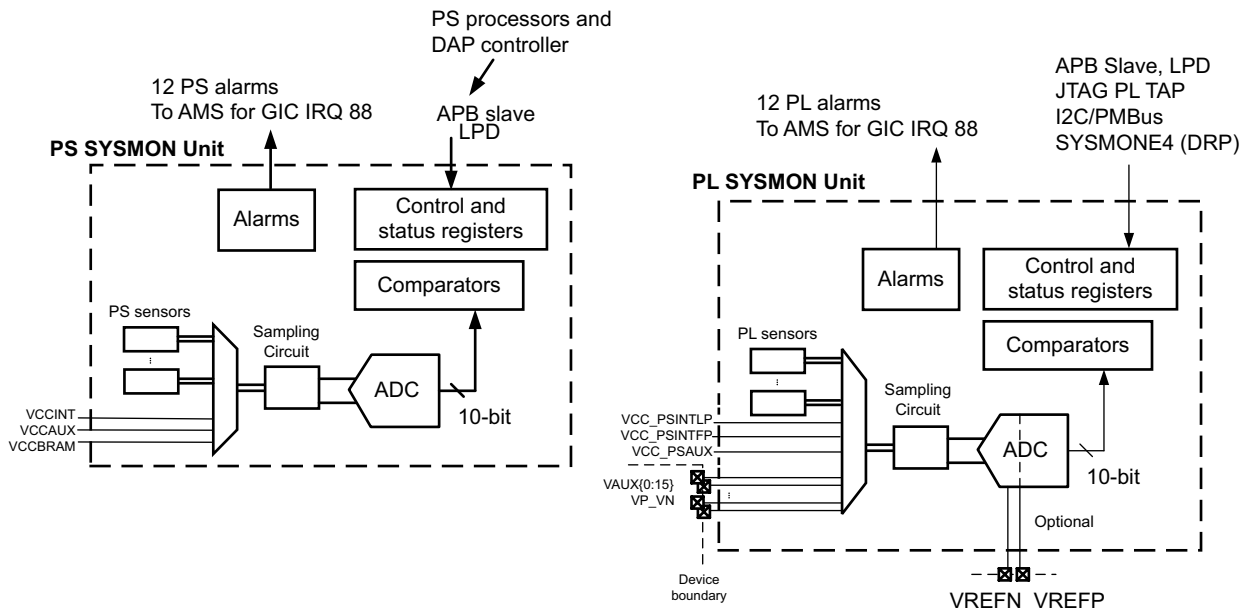 PS processors and
DAP controller
12 PS alarms
To AMS for GIC IRQ 88
APB slave
LPD
PS SYSMON Unit
Alarms
Control and
status registers
Comparators
PS sensors
Sampling
Circuit
ADC
10-bit
VCCINT
VCCAUX
VCCBRAM
12 PL alarms
To AMS for GIC IRQ 88
APB Slave, LPD
JTAG PL TAP
I2C/PMBus
SYSMONE4 (DRP)
PL SYSMON Unit
Alarms
Control and
status registers
Comparators
PL sensors
Sampling
Circuit
ADC
10-bit
VCC_PSINTLP
VCC_PSINTFP
VCC_PSAUX
VAUX{0:15}
VP_VN
Optional
Device
boundary
VREFN VREFP